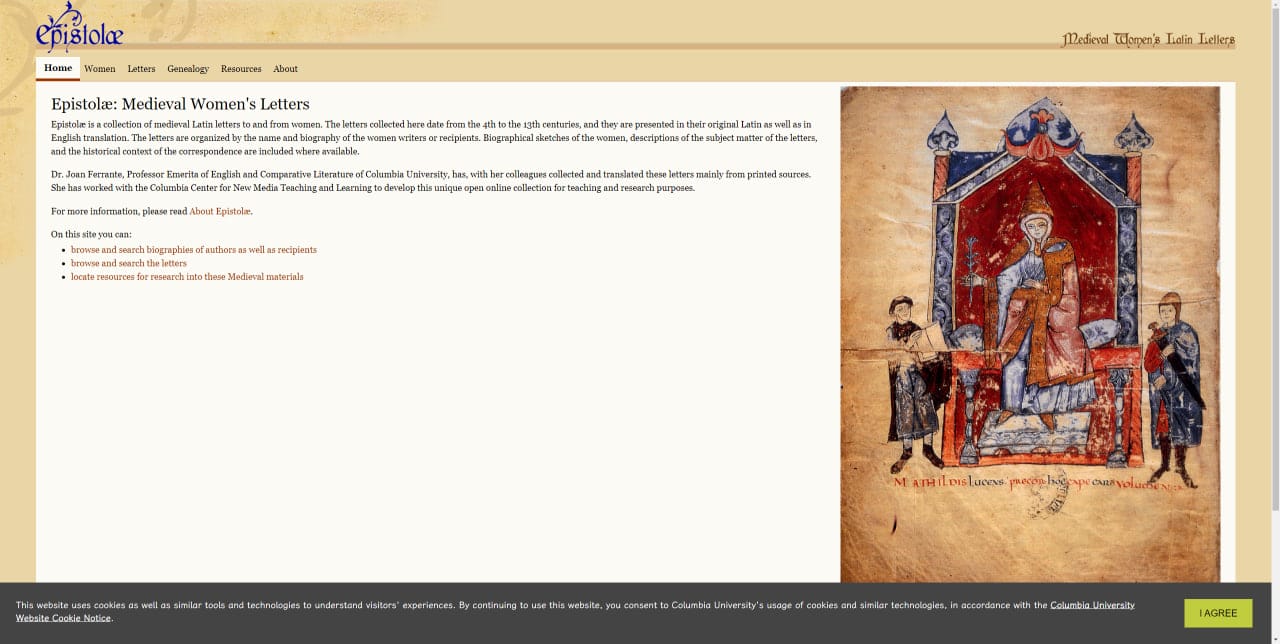 epistolæ
Medieval Women's Latin Letters
Home Women Letters Genealogy Resources About
Epistolæ: Medieval Women's Letters
Epistolæ is a collection of medieval Latin letters to and from women. The letters collected here date from the 4th to the 13th centuries, and they are presented in their original Latin as well as in
English translation. The letters are organized by the name and biography of the women writers or recipients. Biographical sketches of the women, descriptions of the subject matter of the letters,
and the historical context of the correspondence are included where available.
Dr. Joan Ferrante, Professor Emerita of English and Comparative Literature of Columbia University, has, with her colleagues collected and translated these letters mainly from printed sources.
She has worked with the Columbia Center for New Media Teaching and Learning to develop this unique open online collection for teaching and research purposes.
For more information, please read About Epistolæ.
On this site you can:
• browse and search biographies of authors as well as recipients
• browse and search the letters
• locate resources for research into these Medieval materials
MATHILDIS lucens precor hoc cape cara
This website uses cookies as well as similar tools and technologies to understand visitors' experiences. By continuing to use this website, you consent to Columbia University's usage of cookies and similar technologies, in accordance with the Columbia University
Website Cookie Notice.
I AGREE